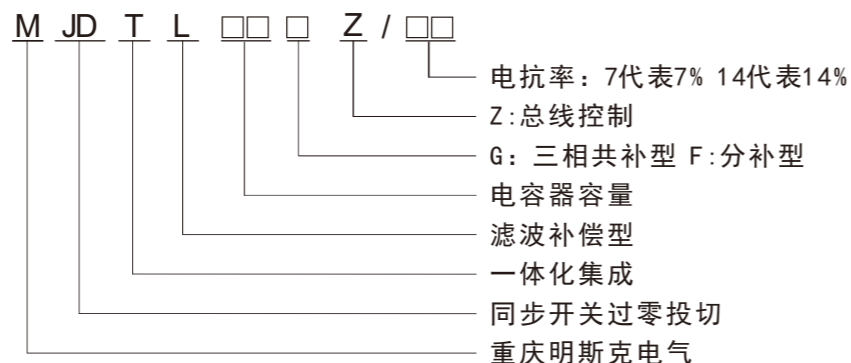 M JD T L □□ □ Z / □□
电抗率：7代表7% 14代表14%
Z:总线控制
G：三相共补型 F:分补型
电容器容量
滤波补偿型
一体化集成
同步开关过零投切
重庆明斯克电气